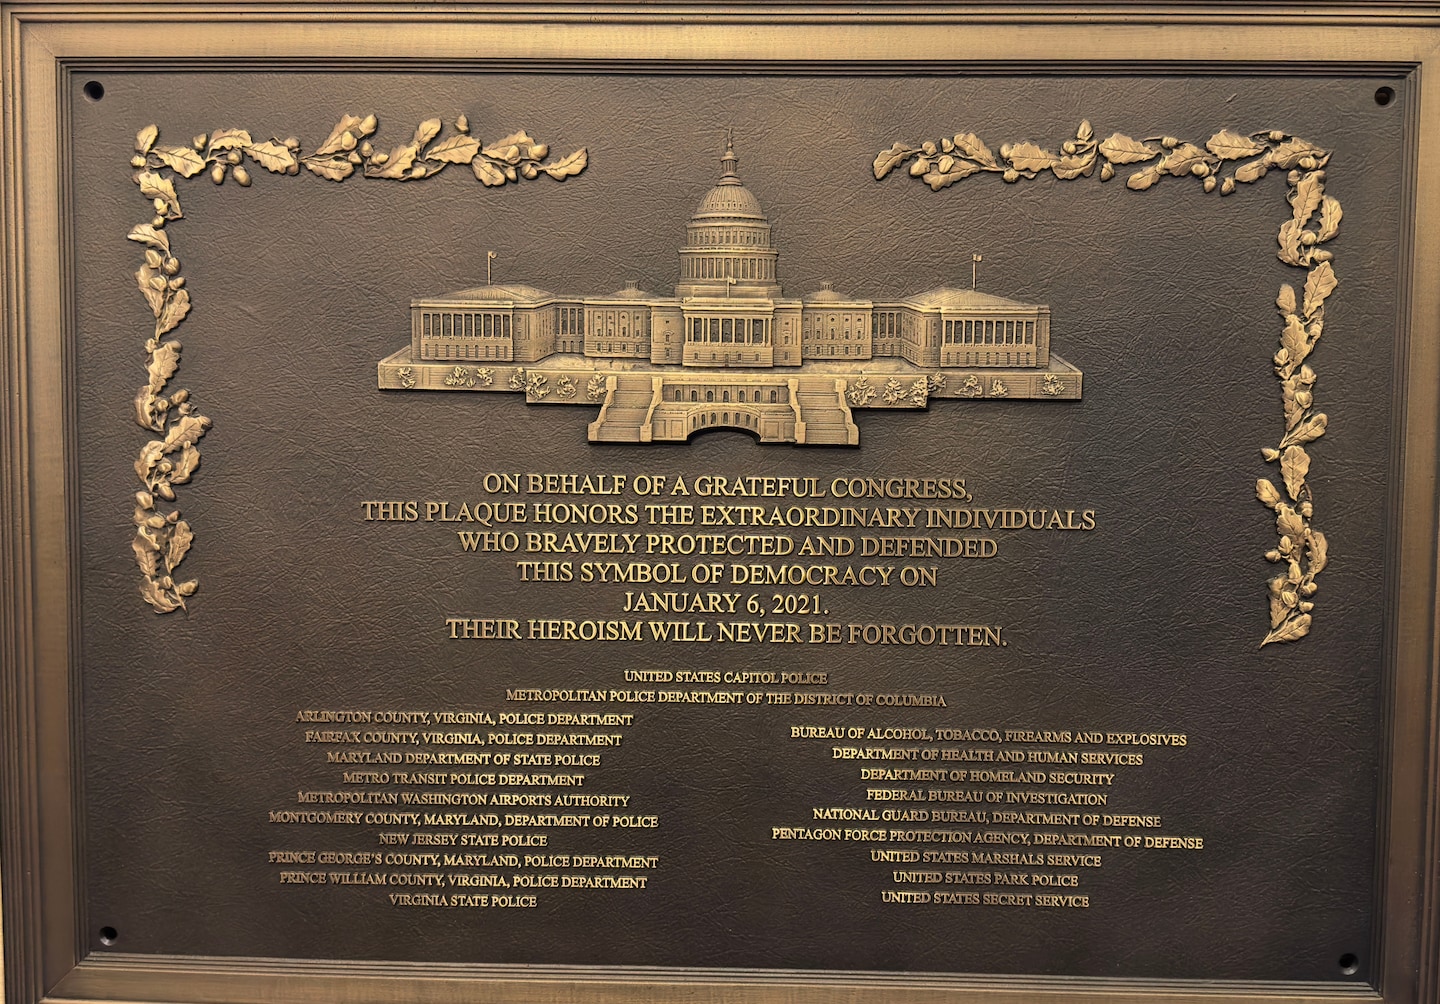 ON BEHALF OF A GRATEFUL CONGRESS,
THIS PLAQUE HONORS THE EXTRAORDINARY INDIVIDUALS
WHO BRAVELY PROTECTED AND DEFENDED
THIS SYMBOL OF DEMOCRACY ON
JANUARY 6, 2021.
THEIR HEROISM WILL NEVER BE FORGOTTEN.
UNITED STATES CAPITOL POLICE
METROPOLITAN POLICE DEPARTMENT OF THE DISTRICT OF COLUMBIA
ARLINGTON COUNTY, VIRGINIA, POLICE DEPARTMENT
FAIRFAX COUNTY, VIRGINIA, POLICE DEPARTMENT
MARYLAND DEPARTMENT OF STATE POLICE
METRO TRANSIT POLICE DEPARTMENT
METROPOLITAN WASHINGTON AIRPORTS AUTHORITY
MONTGOMERY COUNTY, MARYLAND, DEPARTMENT OF POLICE
NEW JERSEY STATE POLICE
PRINCE GEORGE'S COUNTY, MARYLAND, POLICE DEPARTMENT
PRINCE WILLIAM COUNTY, VIRGINIA, POLICE DEPARTMENT
VIRGINIA STATE POLICE
BUREAU OF ALCOHOL, TOBACCO, FIREARMS AND EXPLOSIVES
DEPARTMENT OF HEALTH AND HUMAN SERVICES
DEPARTMENT OF HOMELAND SECURITY
FEDERAL BUREAU OF INVESTIGATION
NATIONAL GUARD BUREAU, DEPARTMENT OF DEFENSE
PENTAGON FORCE PROTECTION AGENCY, DEPARTMENT OF DEFENSE
UNITED STATES MARSHALS SERVICE
UNITED STATES PARK POLICE
UNITED STATES SECRET SERVICE